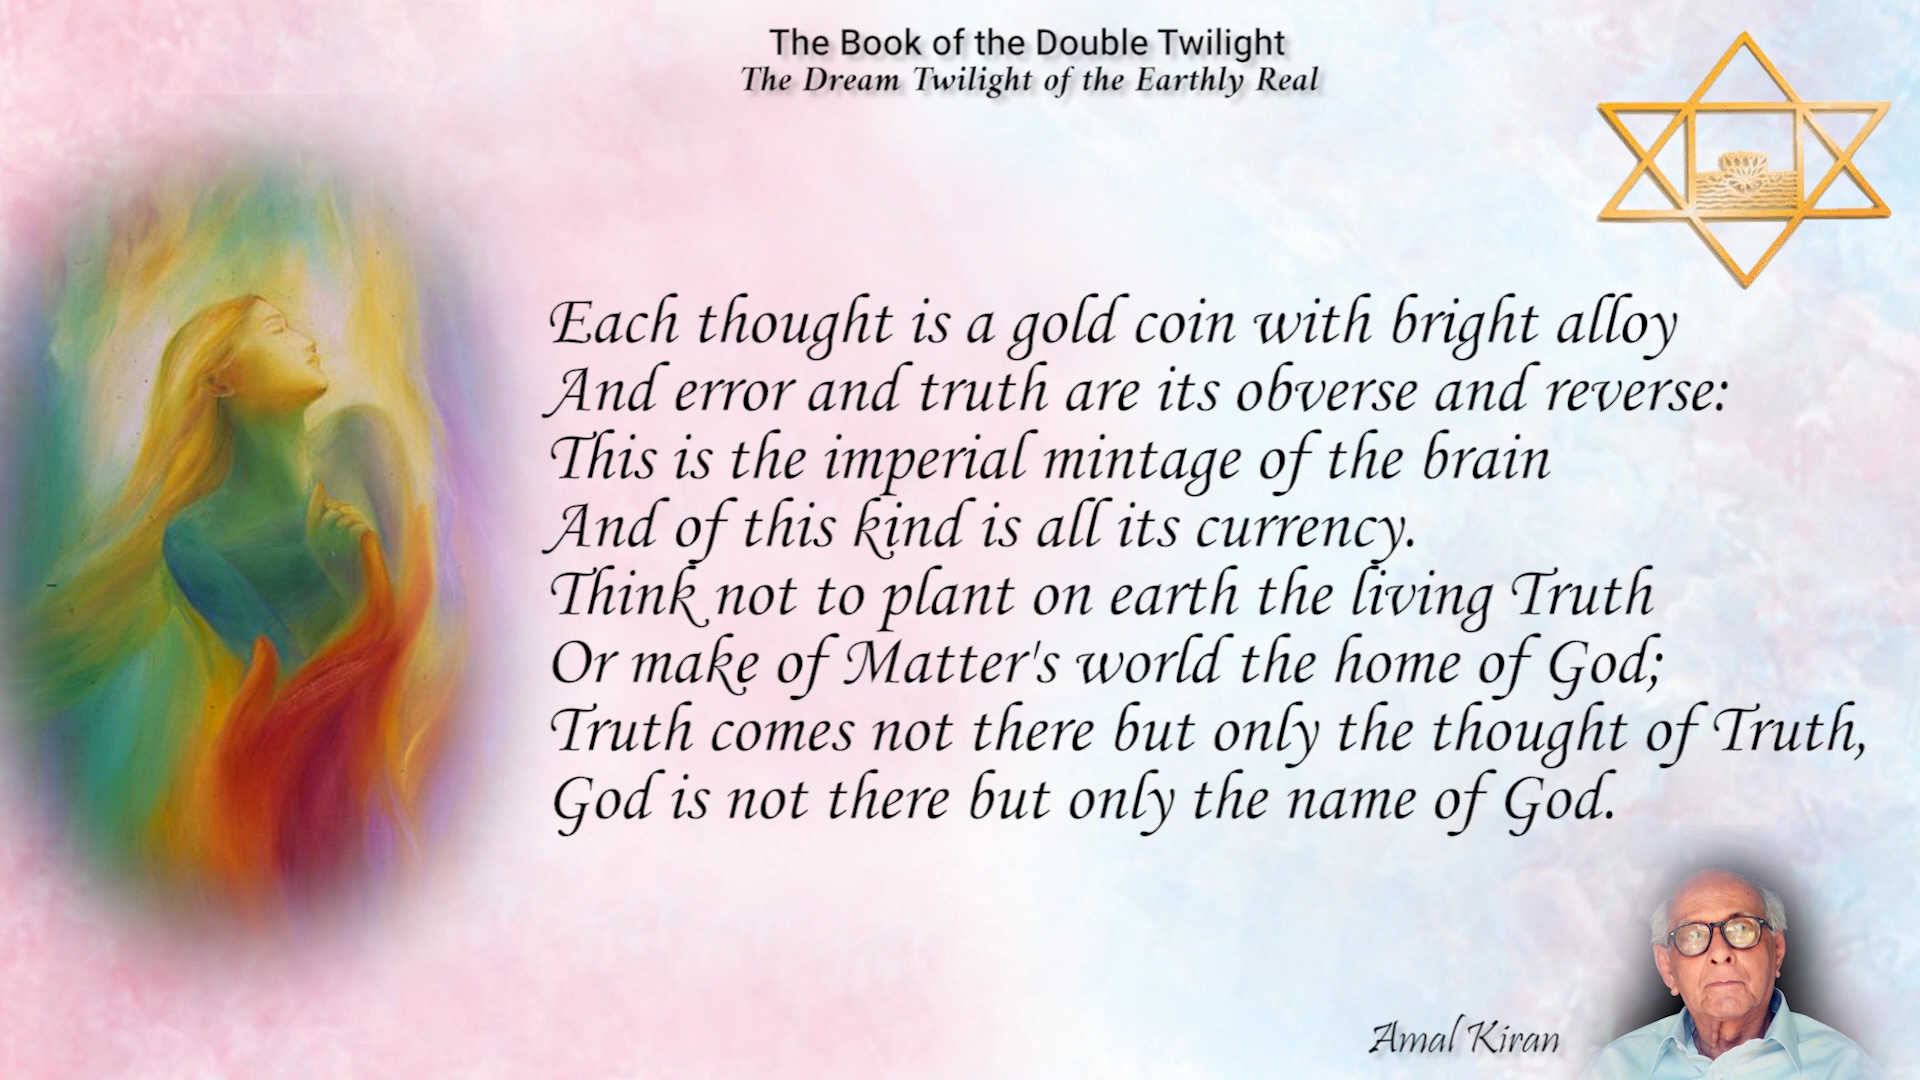 The Book of the Double Twilight
The Dream Twilight of the Earthly Real
Each thought is a gold coin with bright alloy
And error and truth are its obverse and reverse:
This is the imperial mintage of the brain
And of this kind is all its currency.
Think not to plant on earth the living Truth
Or make of Matter's world the home of God;
Truth comes not there but only the thought of Truth,
God is not there but only the name of God.
Amal Kiran